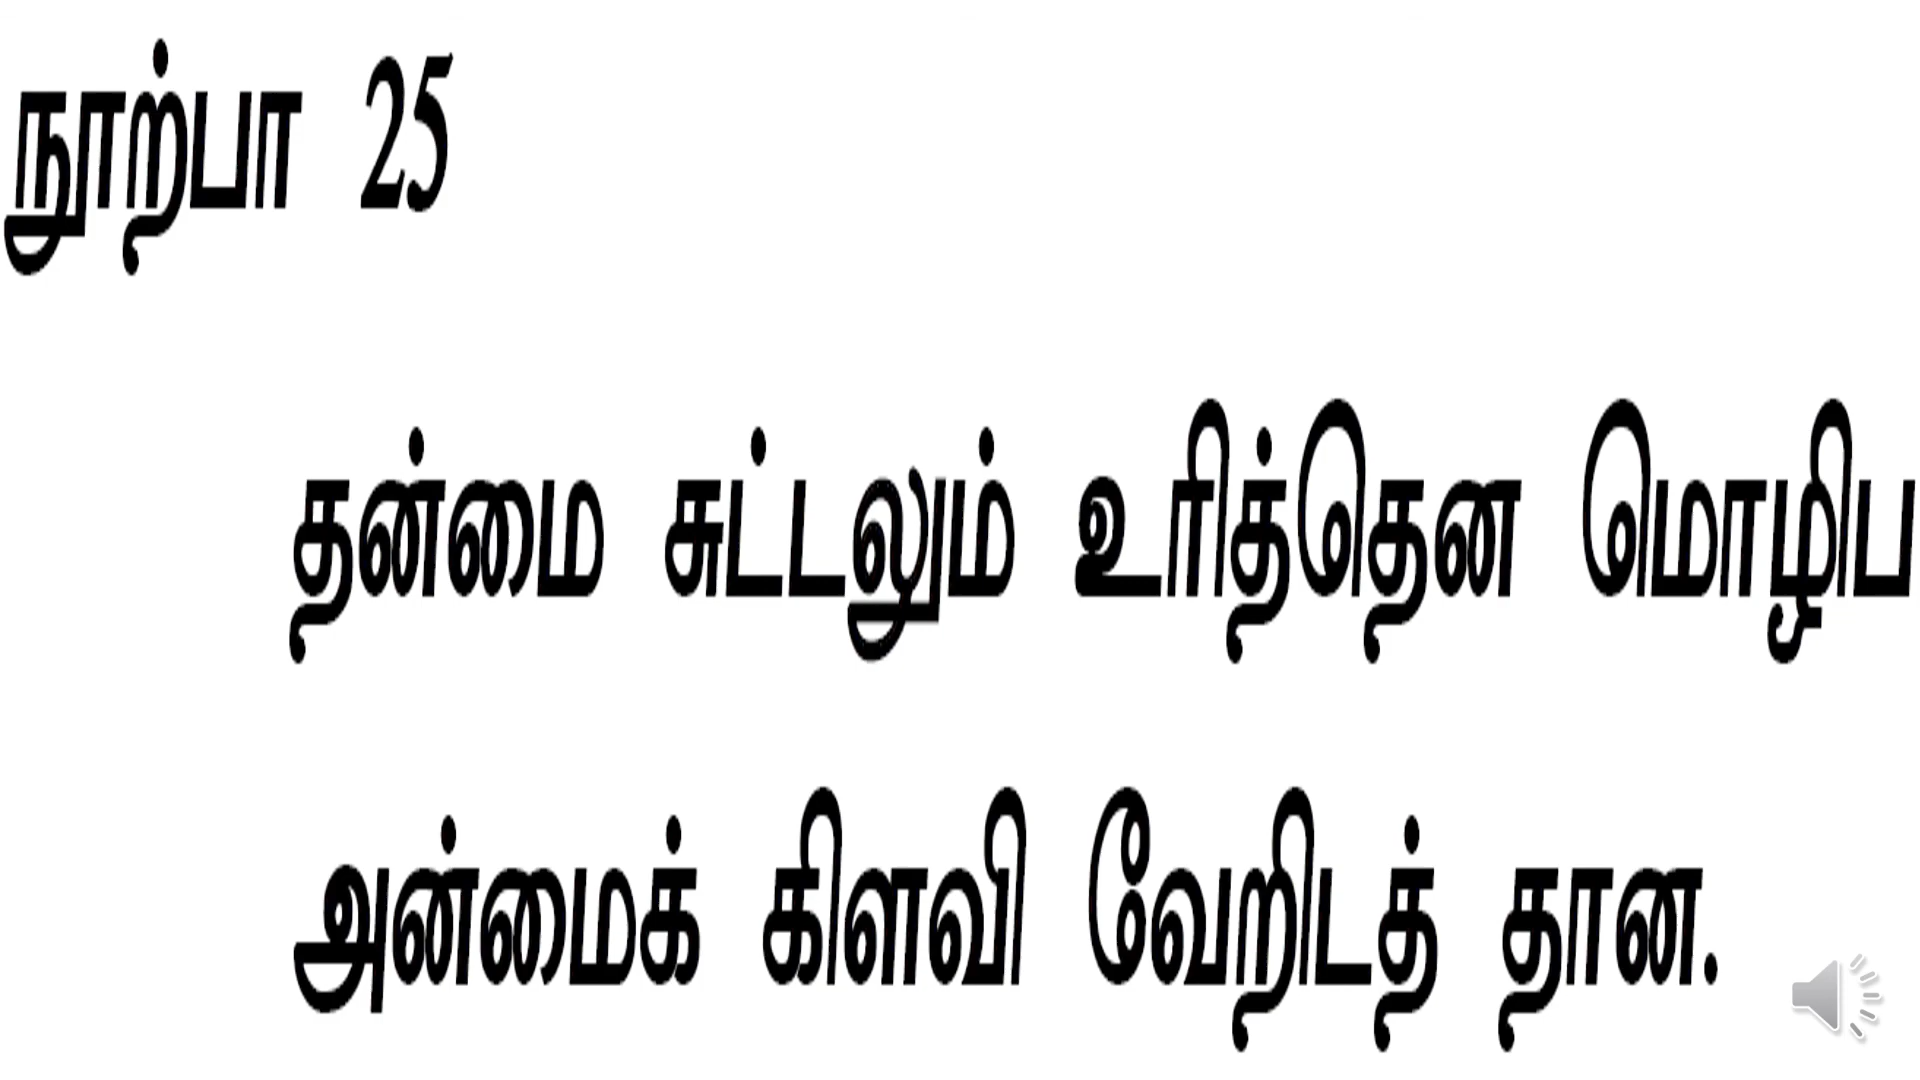 நூற்பா 25
தன்மை சுட்டலும் உரித்தென மொழிப
அன்மைக் கிளவி வேறிடத் தான.